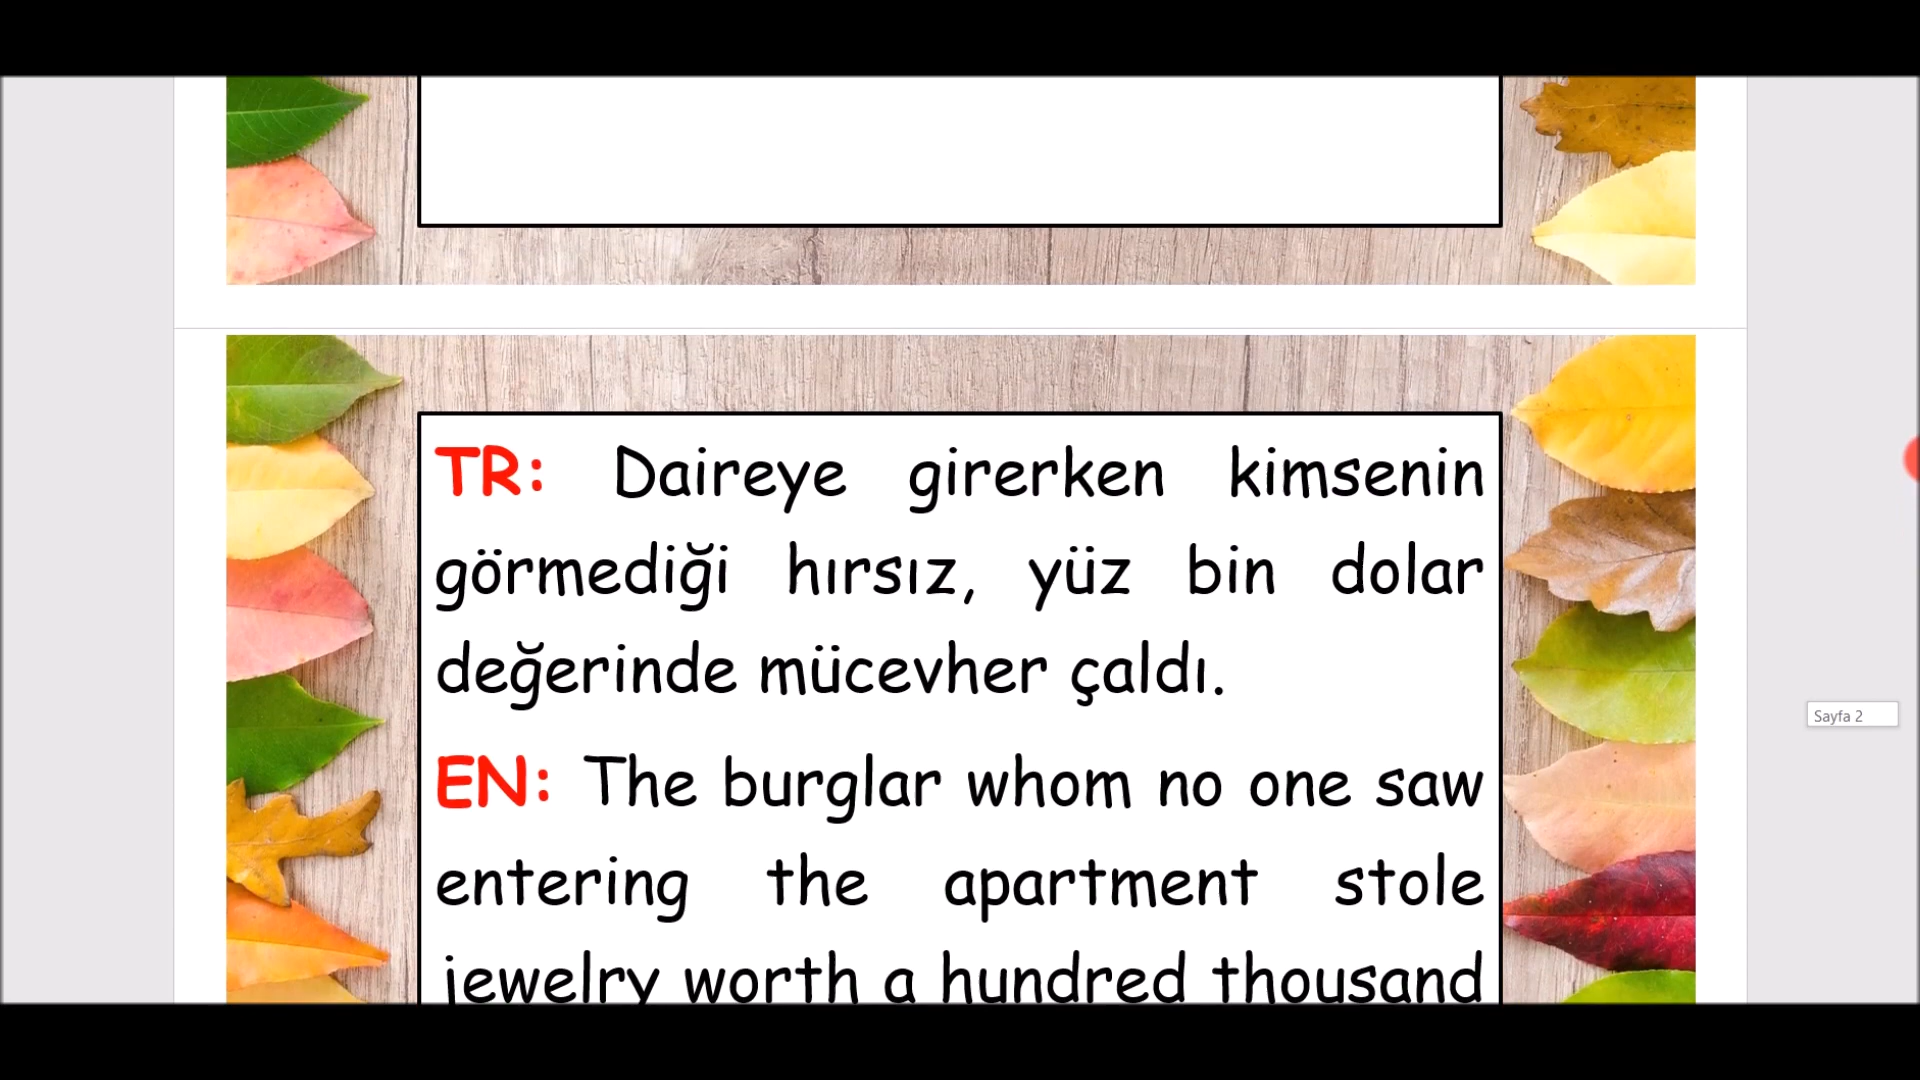 TR: Daireye girerken kimsenin
görmediği hırsız, yüz bin dolar
değerinde mücevher çaldı.
EN: The burglar whom no one saw
entering the apartment stole
jewelry worth a hundred thousand
Sayfa 2